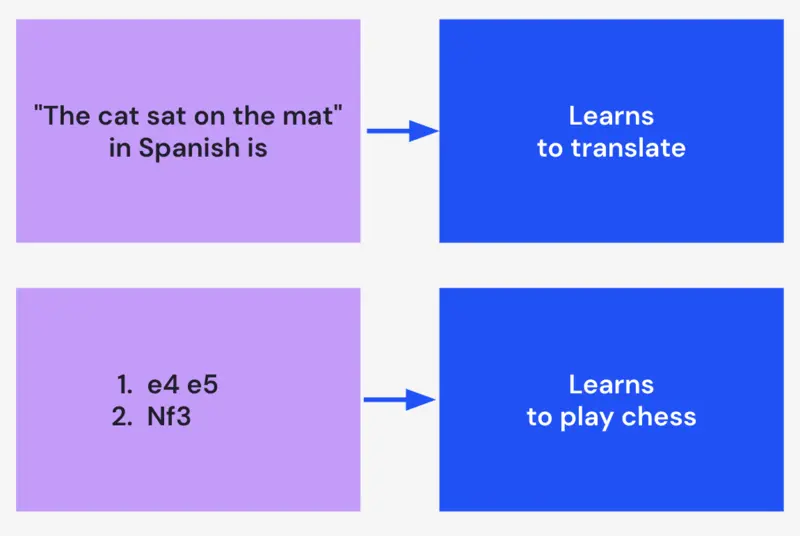 "The cat sat on the mat"
in Spanish is
Learns
to translate
1. e4 e5
2. Nf3
Learns
to play chess